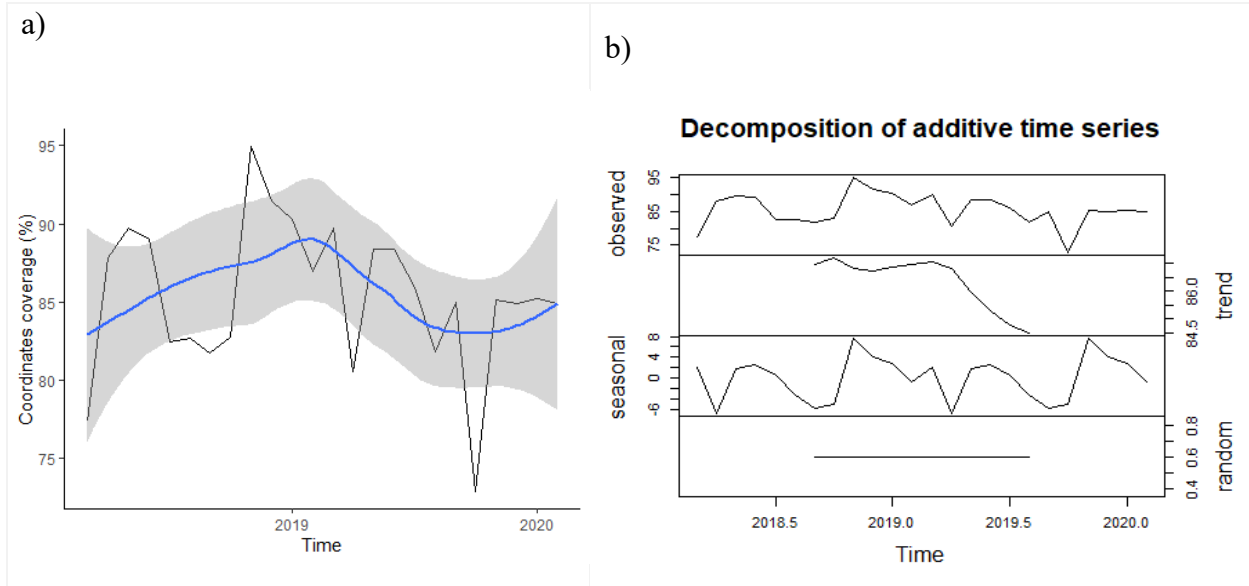 a)
95
90
85
80
75
Coordinates coverage (%)
2019
2020
Time
b)
Decomposition of additive time series
observed
95
85
75
trend
86.0
84.5
seasonal
8
4
0
-6
random
0.8
0.6
0.4
2018.5
2019.0
2019.5
2020.0
Time